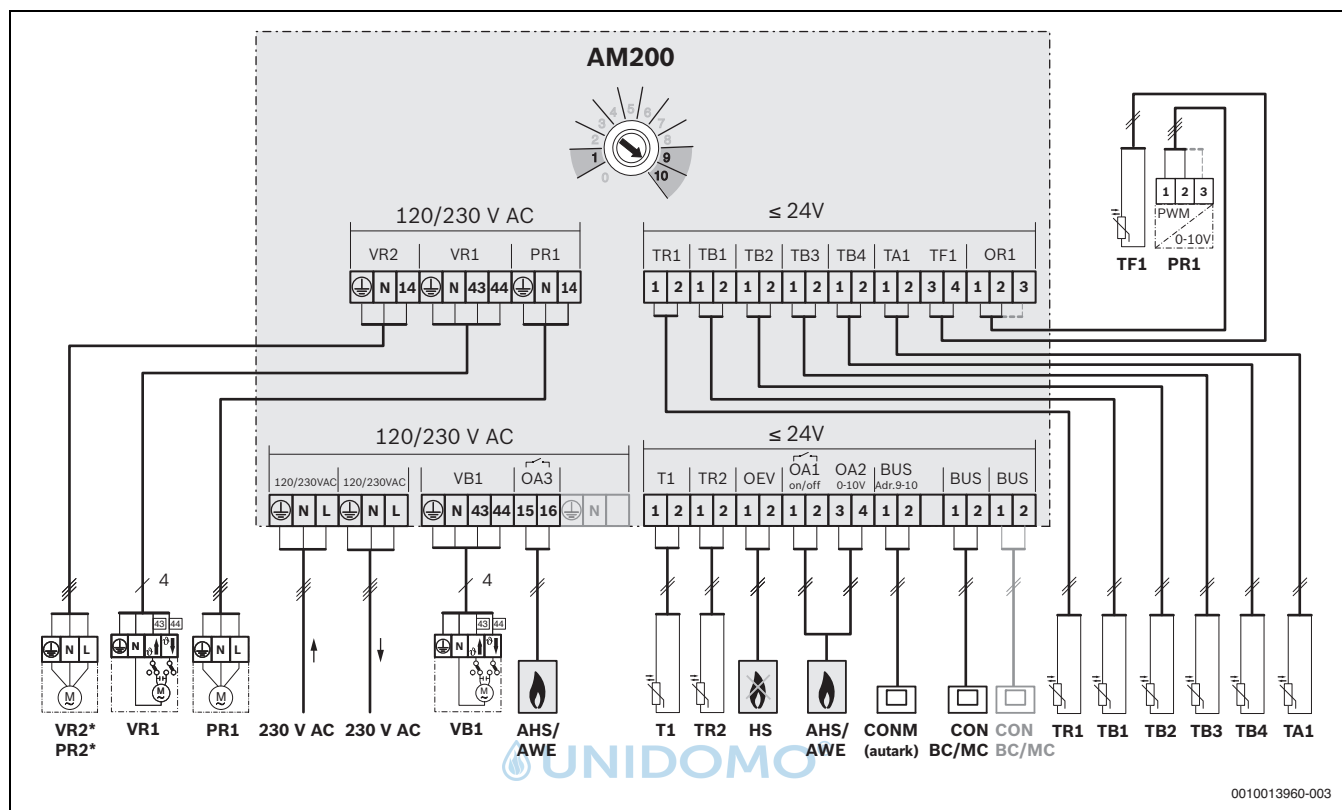 AM200
0 1 2 3 4 5 6 7 8 9 10
120/230 V AC
≤ 24V
VR2 VR1 PR1
TR1 TB1 TB2 TB3 TB4 TA1 TF1 OR1
N 14 N 43 44 N 14
1 2 1 2 1 2 1 2 1 2 1 2 3 4 1 2 3
1 2 3
PWM
0-10V
TF1 PR1
120/230 V AC
≤ 24V
120/230VAC 120/230VAC VB1 OA3
T1 TR2 OEV OA1 OA2 BUS BUS BUS
on/off 0-10V Adr.9-10
N L N L N 43 44 15 16 N
1 2 1 2 1 2 1 2 3 4 1 2 2 1 2 1 2
4 4
43 44 43 44
N L N N L N
M M M M
VR2* VR1 PR1 230 V AC 230 V AC VB1 AHS/ T1 TR2 HS AHS/ CONM CON CON TR1 TB1 TB2 TB3 TB4 TA1
PR2* AWE AWE (autark) BC/MC BC/MC
UNIDOMO®
0010013960-003